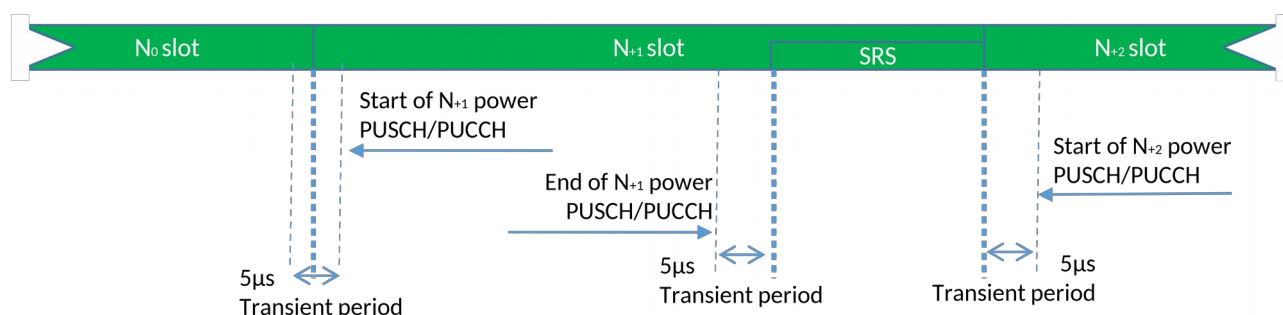 N0 slot
N+1 slot
SRS
N+2 slot
Start of N+1 power
PUSCH/PUCCH
End of N+1 power
PUSCH/PUCCH
Start of N+2 power
PUSCH/PUCCH
5µs
Transient period
5µs
Transient period
5µs
Transient period